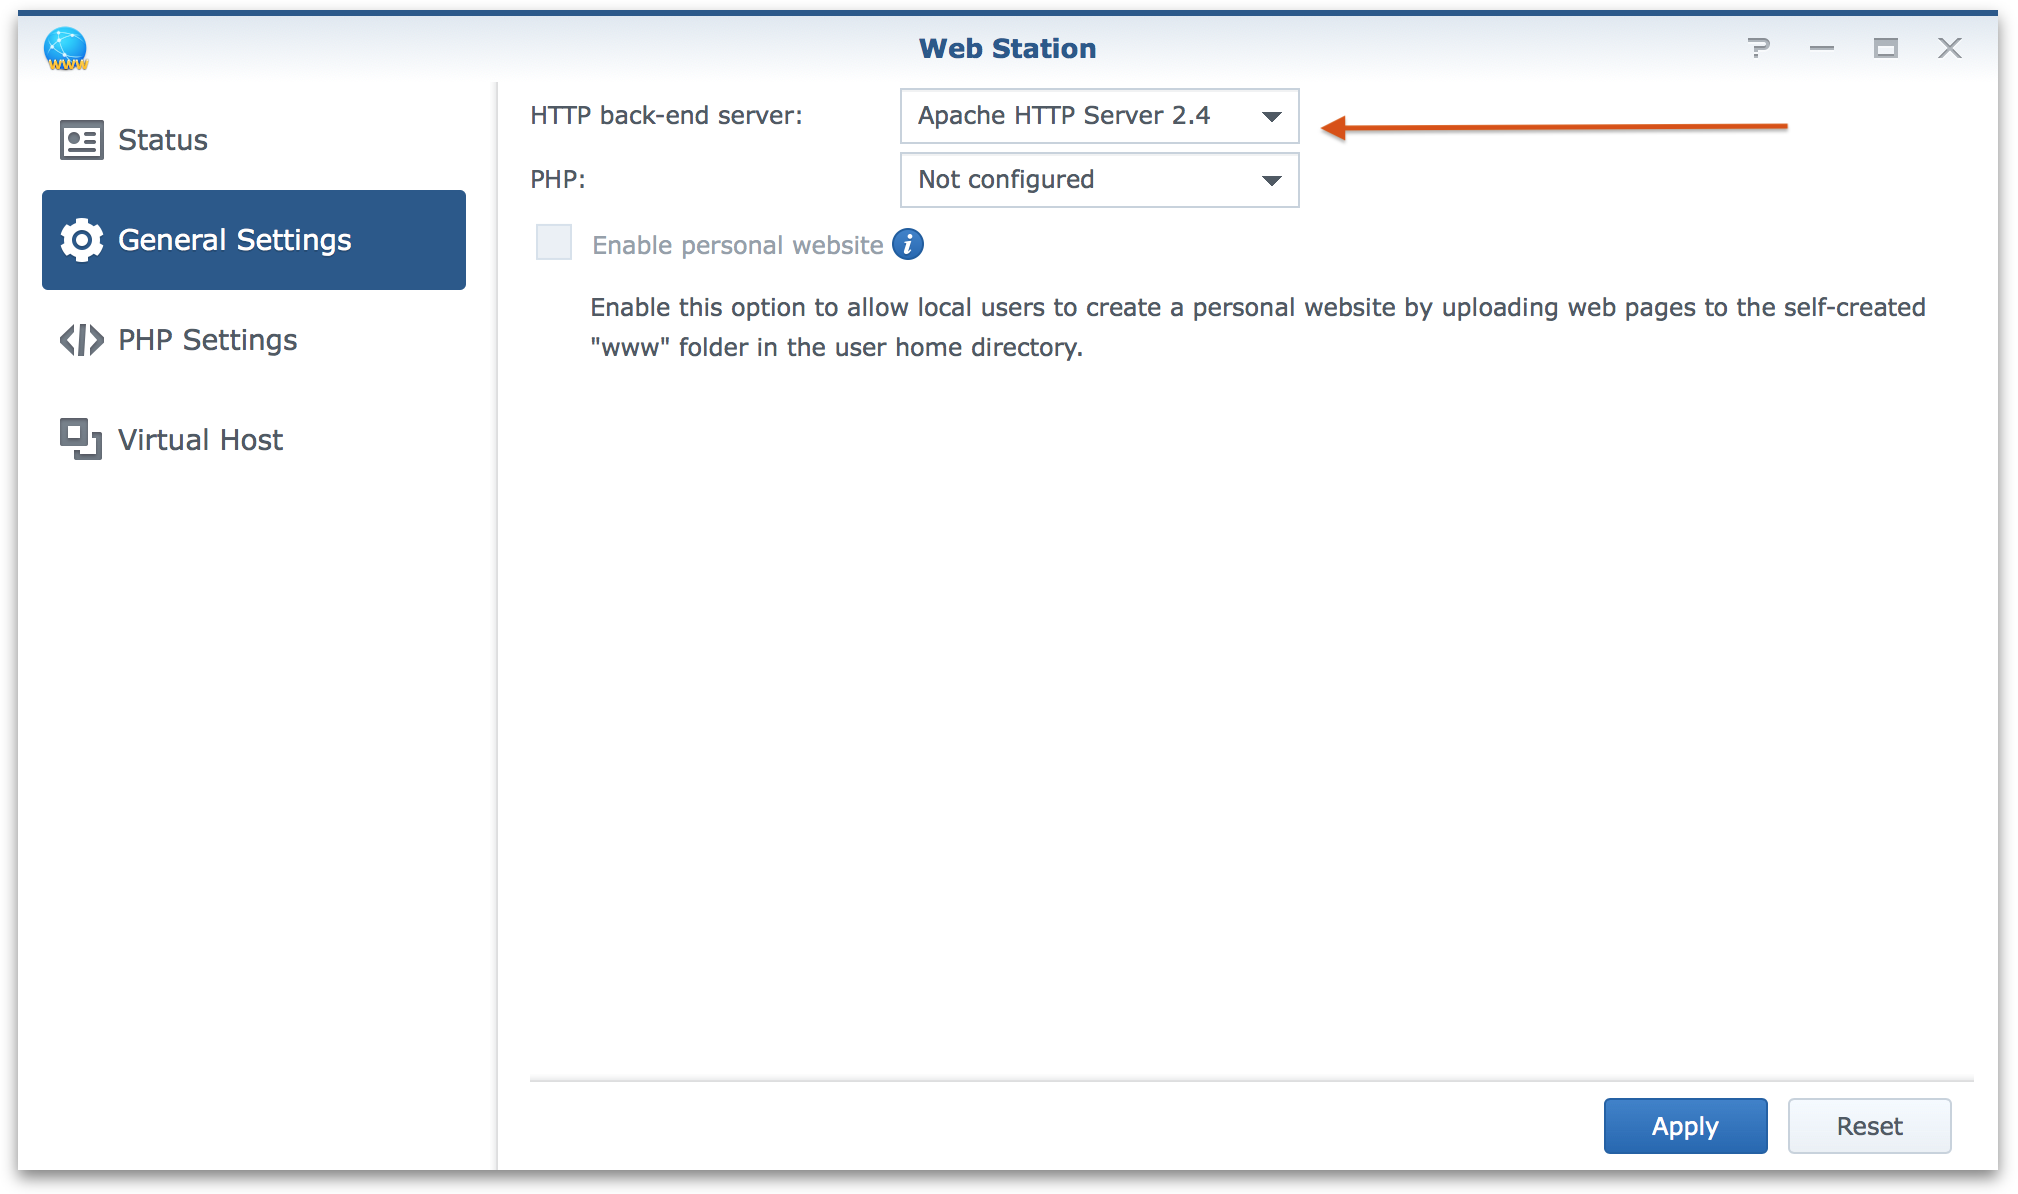 Web Station
www
Status
General Settings
PHP Settings
Virtual Host
HTTP back-end server:
Apache HTTP Server 2.4
PHP:
Not configured
Enable personal website
Enable this option to allow local users to create a personal website by uploading web pages to the self-created
"www" folder in the user home directory.
Apply
Reset